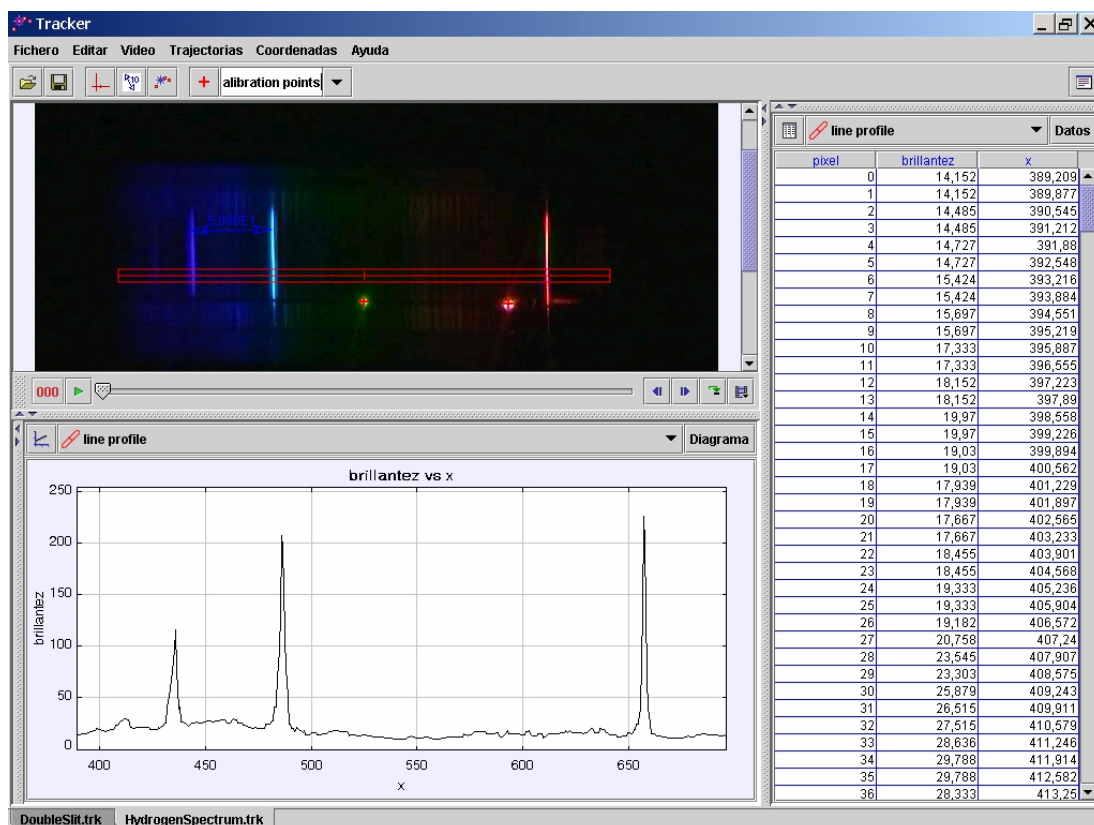 Tracker
Fichero Editar Video Trajectorias Coordenadas Ayuda
alibration points
line profile Datos
pixel brillantez x
0 14,152 389,209
1 14,152 389,877
2 14,485 390,545
3 14,485 391,212
4 14,727 391,88
5 14,727 392,548
6 15,424 393,216
7 15,424 393,884
8 15,697 394,551
9 15,697 395,219
10 17,333 395,887
11 17,333 396,555
12 18,152 397,223
13 18,152 397,89
14 19,97 398,558
15 19,97 399,226
16 19,03 399,894
17 19,03 400,562
18 17,939 401,229
19 17,939 401,897
20 17,667 402,565
21 17,667 403,233
22 18,455 403,901
23 18,455 404,568
24 19,333 405,236
25 19,333 405,904
26 19,182 406,572
27 20,758 407,24
28 23,545 407,907
29 23,303 408,575
30 25,879 409,243
31 26,515 409,911
32 27,515 410,579
33 28,636 411,246
34 29,788 411,914
35 29,788 412,582
36 28,333 413,25
000
line profile Diagrama
brillantez vs x
250
200
150
100
50
0
brillantez
400 450 500 550 600 650
x
DoubleSlit.trk HydrogenSpectrum.trk